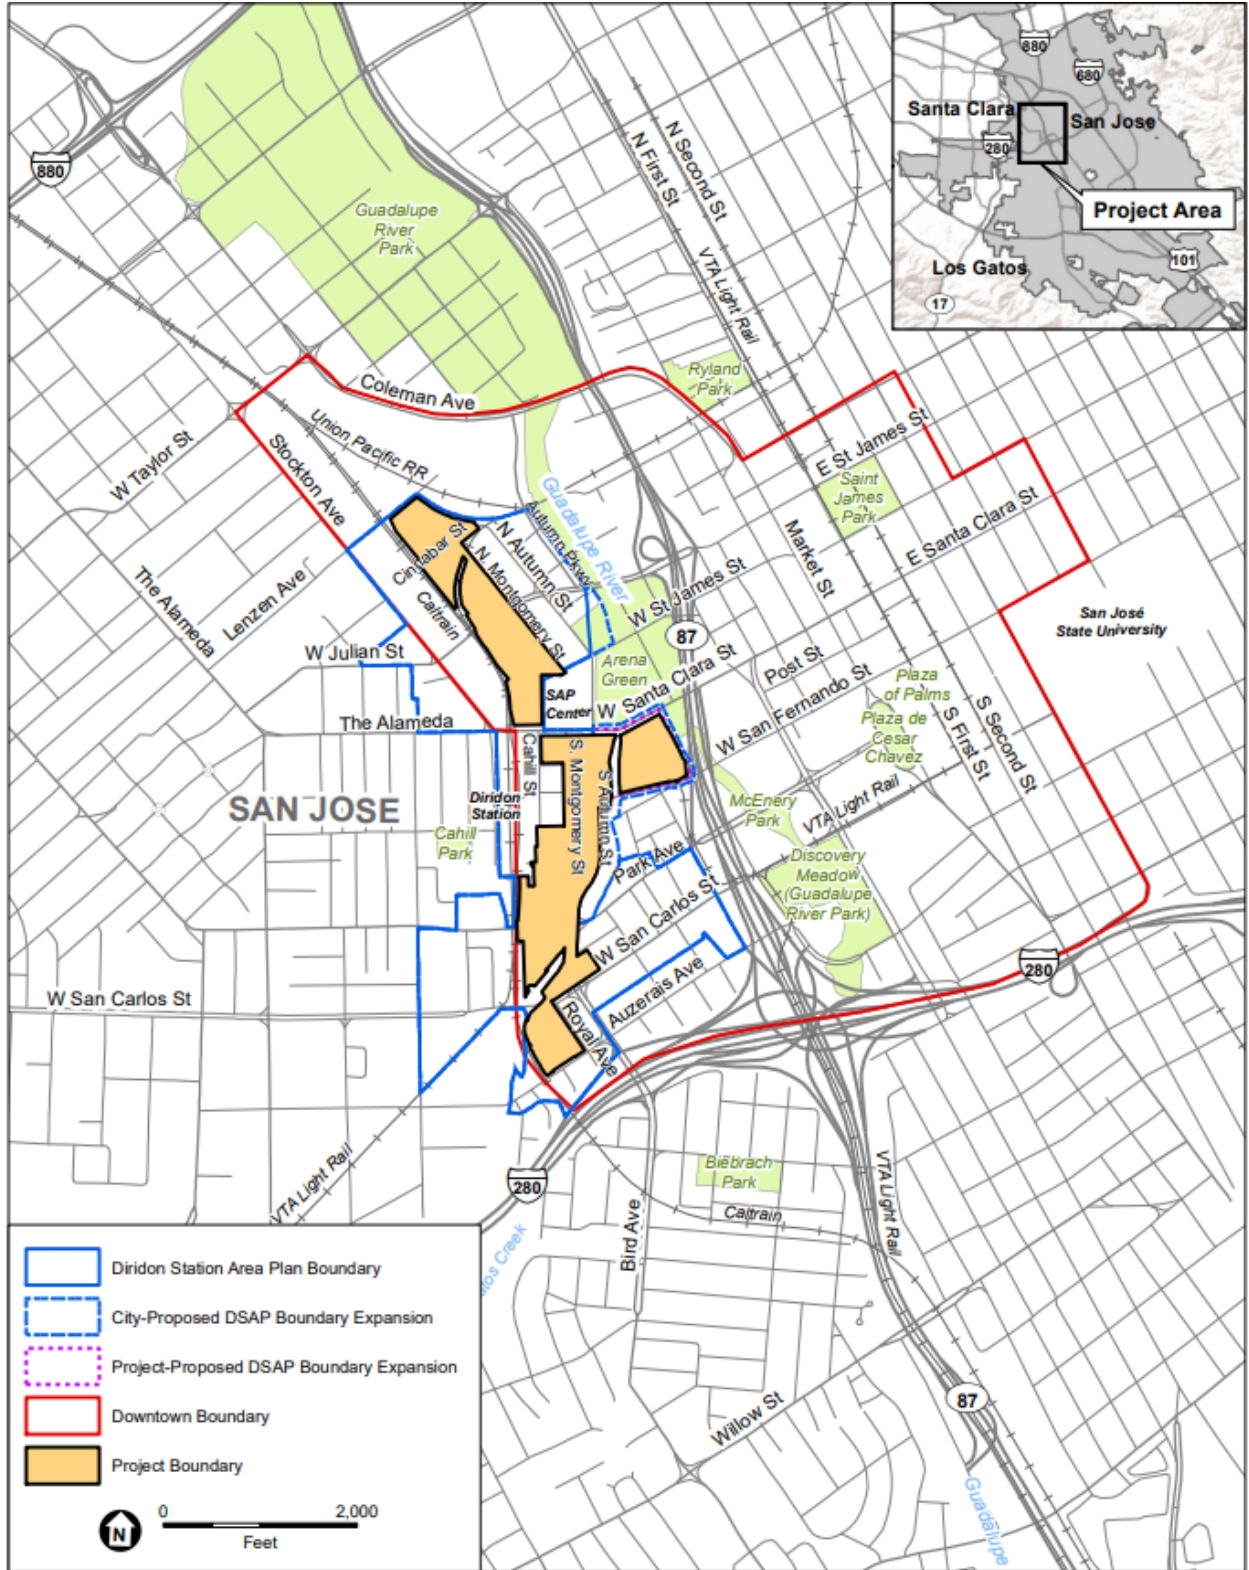 880
680
Santa Clara
San Jose
280
Project Area
Los Gatos
101
17
880
N Second St
N First St
VTA Light Rail
Guadalupe
River
Park
Ryland
Park
Coleman Ave
Union Pacific RR
W Taylor St
Stockton Ave
E St James St
Saint
James
Park
E Santa Clara St
Guadalupe River
Autumn Pkwy
N Autumn St
Cinnabar St
N. Montgomery St
Market St
The Alameda
Lenzen Ave
Caltrain
W St James St
87
San José
State University
W Julian St
Arena
Green
Post St
SAP
Center
W Santa Clara St
W San Fernando St
Plaza
of Palms
Plaza de
Cesar
Chavez
S Second St
S First St
The Alameda
Cahill St
S. Montgomery St
S Autumn St
Diridon
Station
SAN JOSE
Cahill
Park
McEnery
Park
VTA Light Rail
Park Ave
Discovery
Meadow
(Guadalupe
River Park)
W San Carlos St
280
W San Carlos St
Auzerais Ave
Royal Ave
VTA Light Rail
280
Biebrach
Park
Caltrain
VTA Light Rail
Bird Ave
tos Creek
Willow St
87
Guadalupe
Diridon Station Area Plan Boundary
City-Proposed DSAP Boundary Expansion
Project-Proposed DSAP Boundary Expansion
Downtown Boundary
Project Boundary
N
0 2,000
Feet